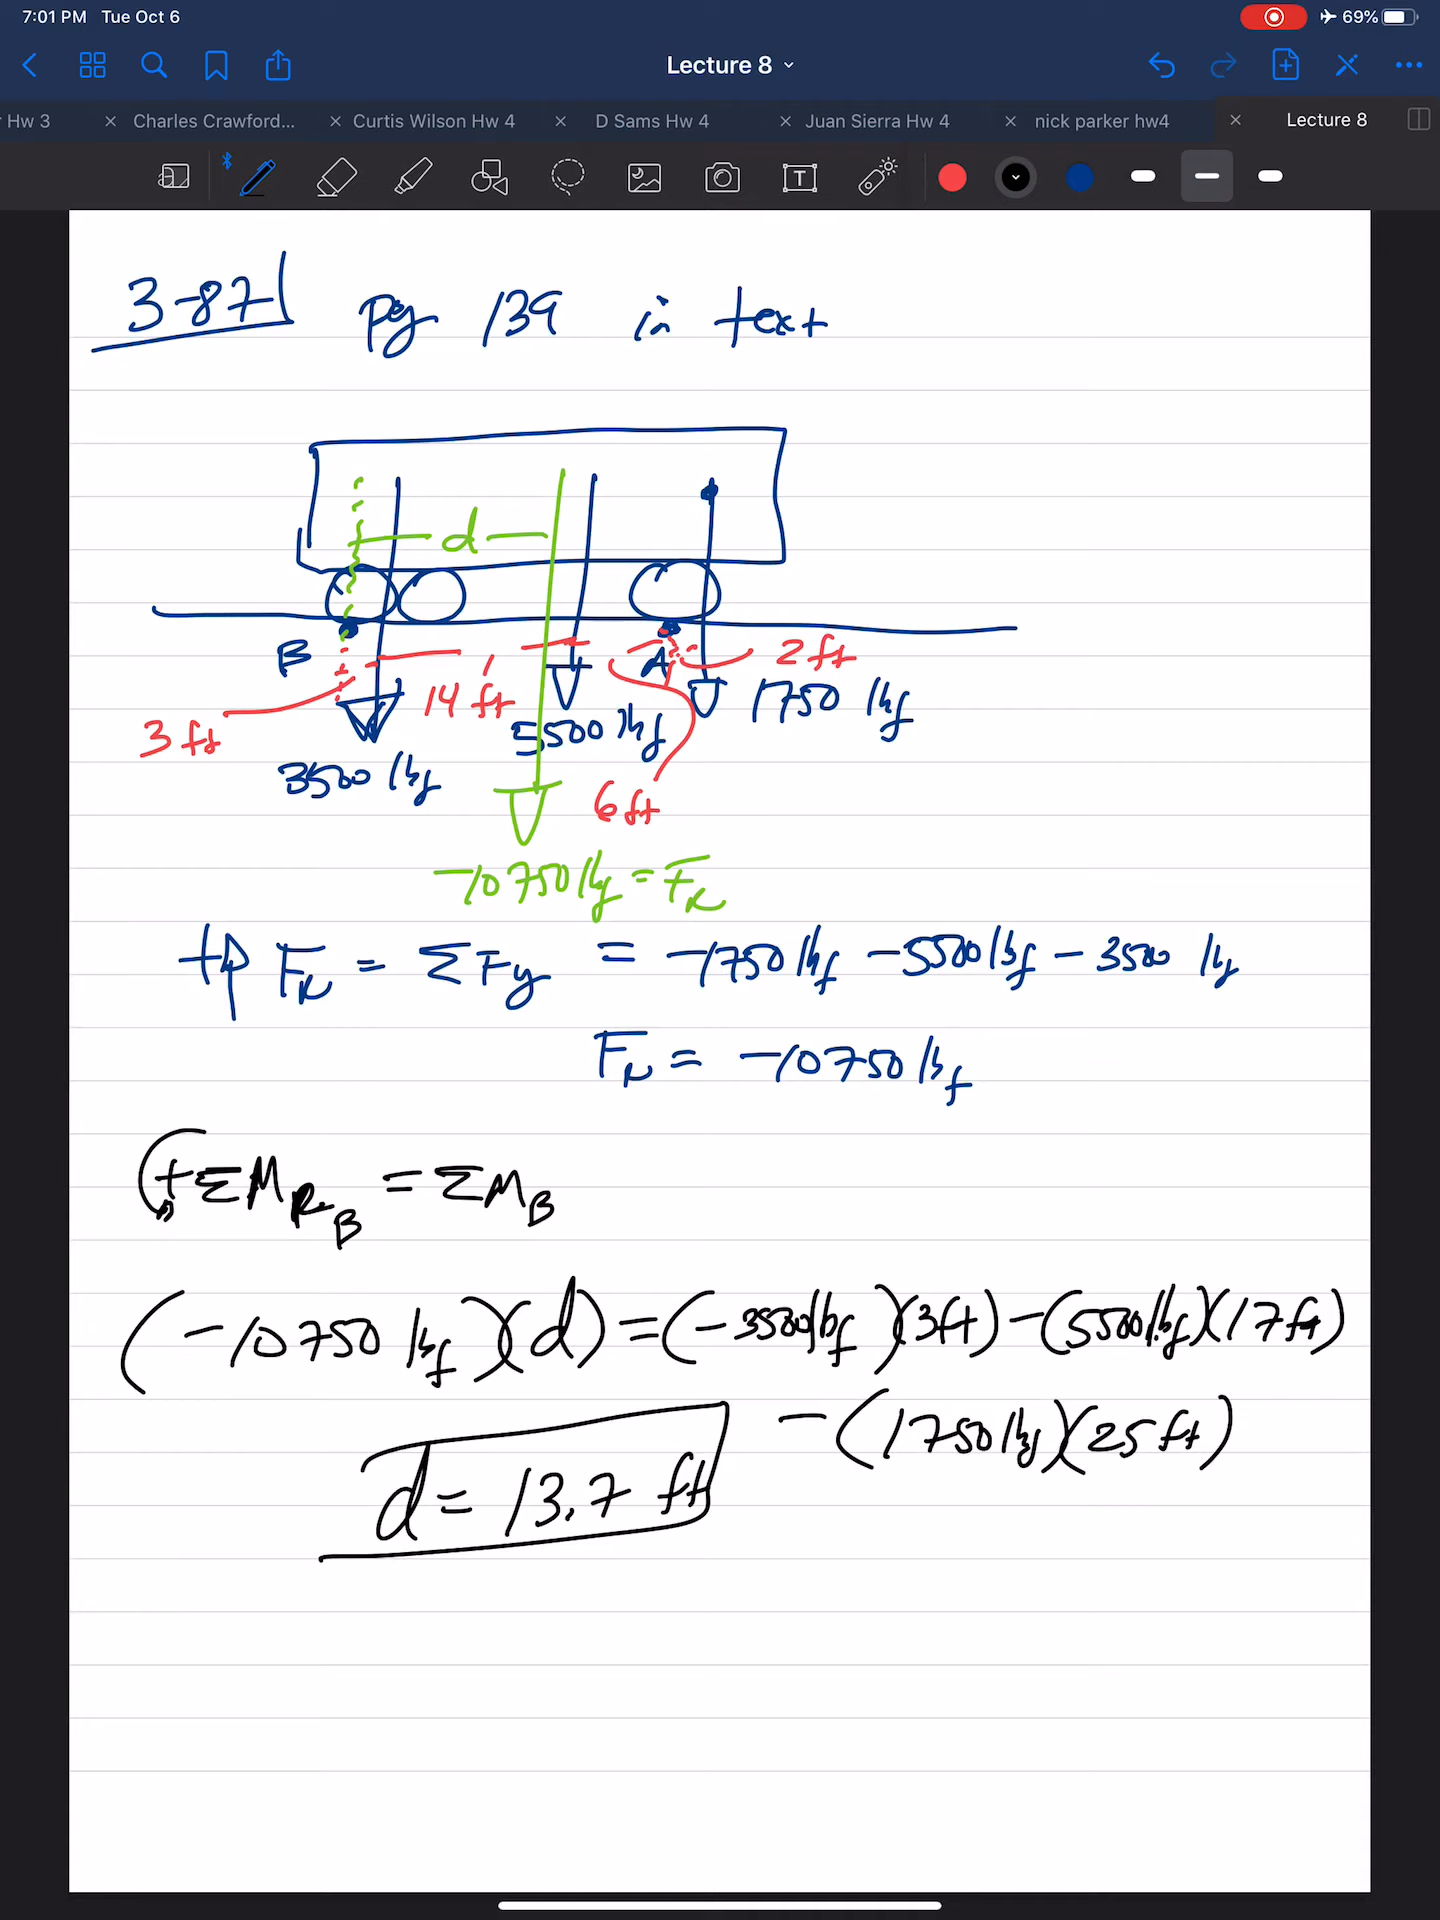 7:01 PM Tue Oct 6 69%
Lecture 8
r Hw 3 × Charles Crawford... × Curtis Wilson Hw 4 × D Sams Hw 4 × Juan Sierra Hw 4 × nick parker hw4 × Lecture 8
T
3-87 pg 139 in text
d
B A 2 ft
3 ft 14 ft 5500 lbf 1750 lbf
3500 lbf 6 ft
-10750 lbf = FR
+↑ FR = ΣFy = -1750 lbf - 5500 lbf - 3500 lbf
FR = -10750 lbf
+ΣMRB = ΣMB
(-10750 lbf)(d) = (-3500 lbf)(3ft) - (5500 lbf)(17ft)
- (1750 lbf)(25 ft)
d = 13.7 ft